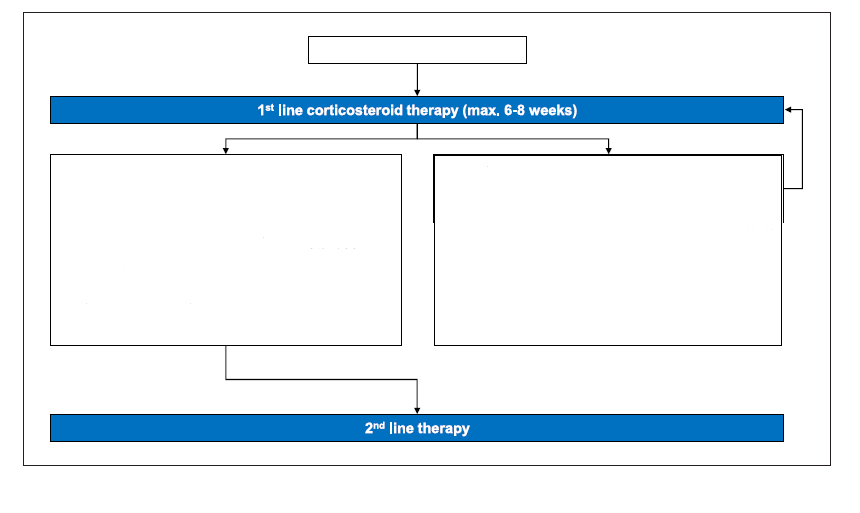 1st line corticosteroid therapy (max. 6-8 weeks)
2nd line therapy